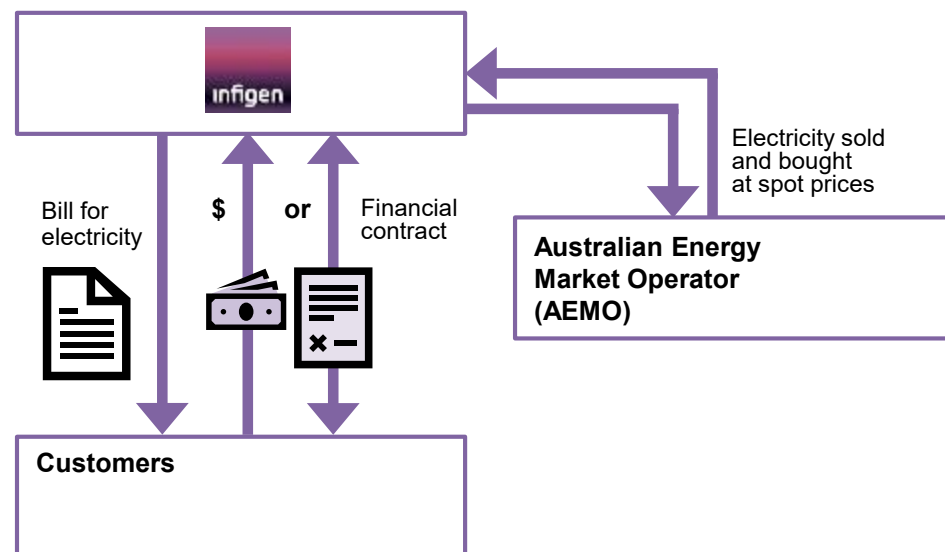 infigen
Electricity sold
and bought
at spot prices
Bill for
electricity
$
or
Financial
contract
Australian Energy
Market Operator
(AEMO)
Customers